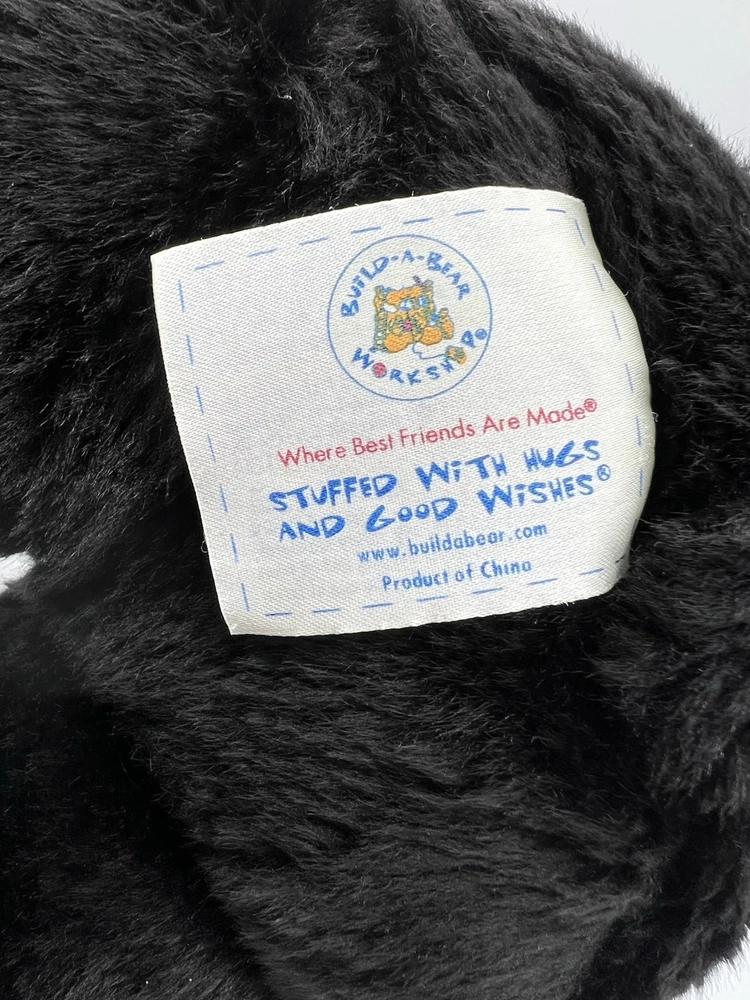 BUILD-A-BEAR
WORKSHOP®
Where Best Friends Are Made®
STUFFED WiTH HUGS
AND GOOD WiSHES®
www.buildabear.com
Product of China